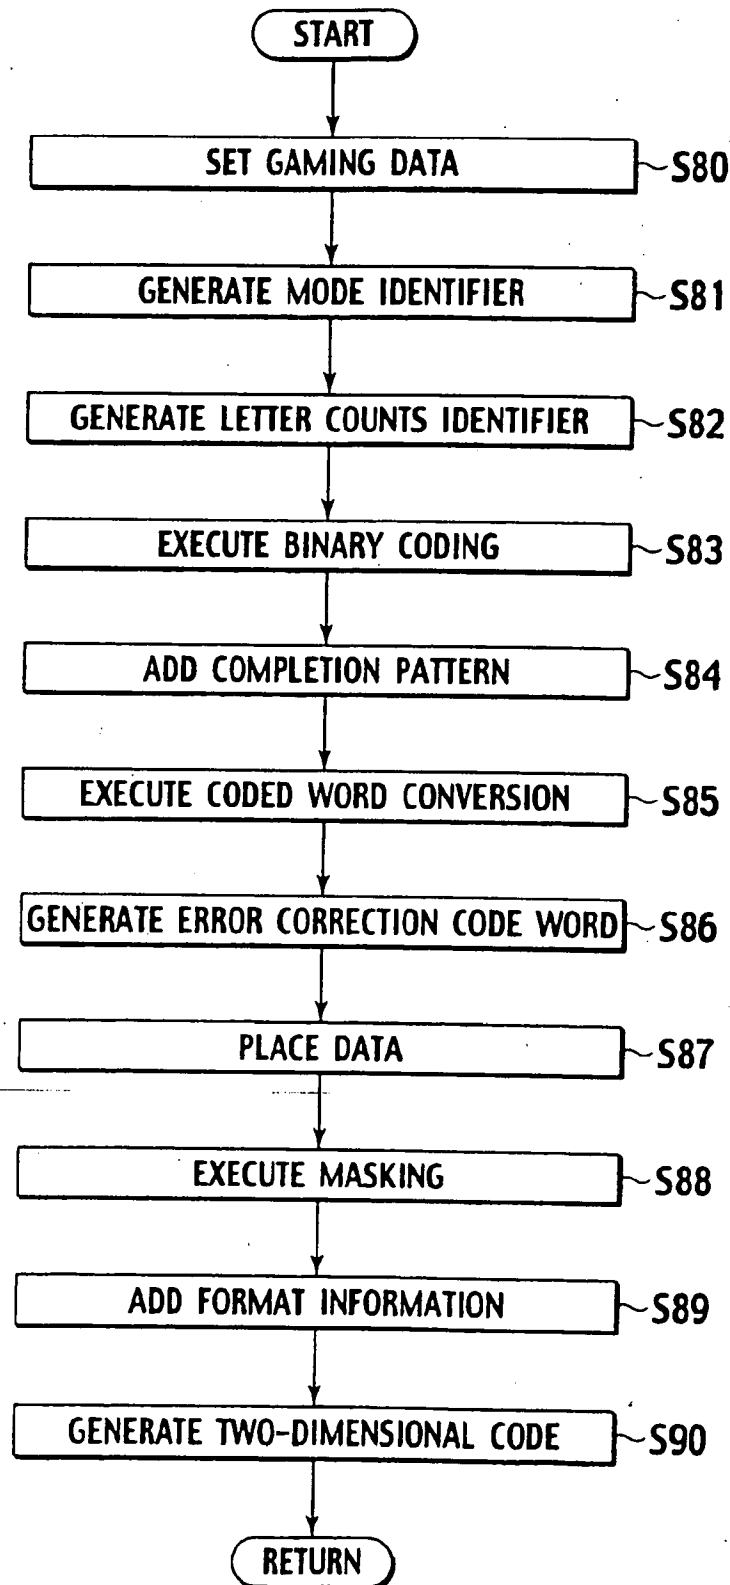 START
SET GAMING DATA S80
GENERATE MODE IDENTIFIER S81
GENERATE LETTER COUNTS IDENTIFIER S82
EXECUTE BINARY CODING S83
ADD COMPLETION PATTERN S84
EXECUTE CODED WORD CONVERSION S85
GENERATE ERROR CORRECTION CODE WORD S86
PLACE DATA S87
EXECUTE MASKING S88
ADD FORMAT INFORMATION S89
GENERATE TWO-DIMENSIONAL CODE S90
RETURN